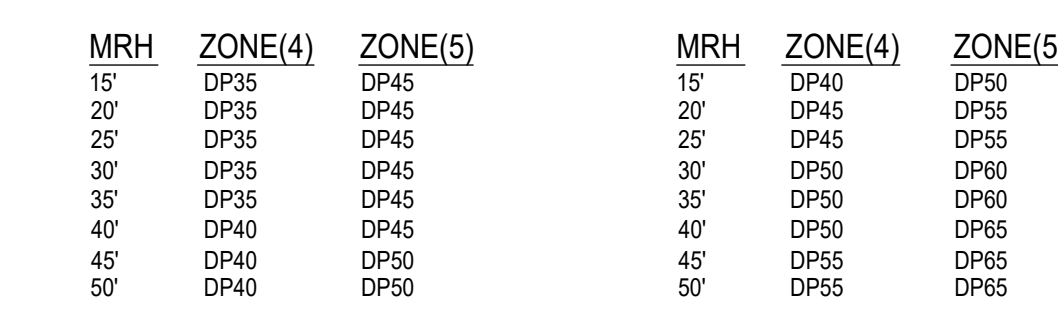 MRH ZONE(4) ZONE(5) MRH ZONE(4) ZONE(5
15' DP35 DP45 15' DP40 DP50
20' DP35 DP45 20' DP45 DP55
25' DP35 DP45 25' DP45 DP55
30' DP35 DP45 30' DP50 DP60
35' DP35 DP45 35' DP50 DP60
40' DP40 DP45 40' DP50 DP65
45' DP40 DP50 45' DP55 DP65
50' DP40 DP50 50' DP55 DP65